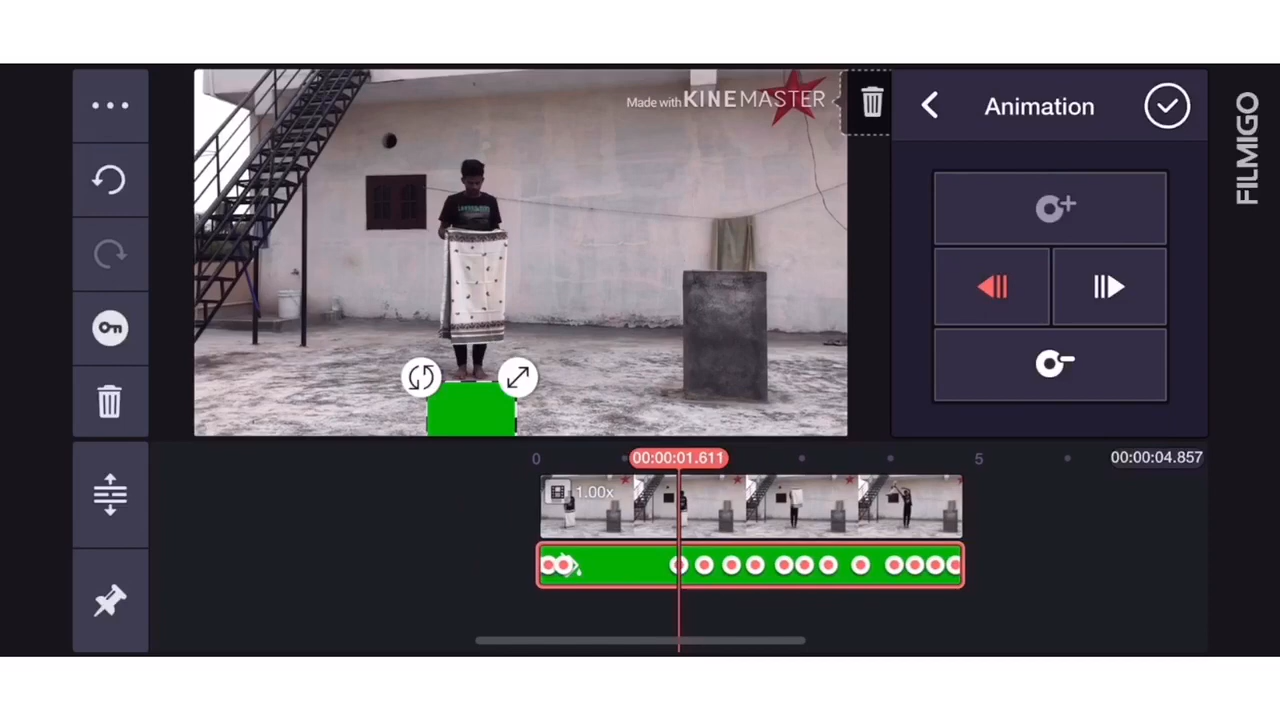 Made with KINEMASTER
Animation
FILMIGO
0
00:00:01.611
5
00:00:04.857
1.00x